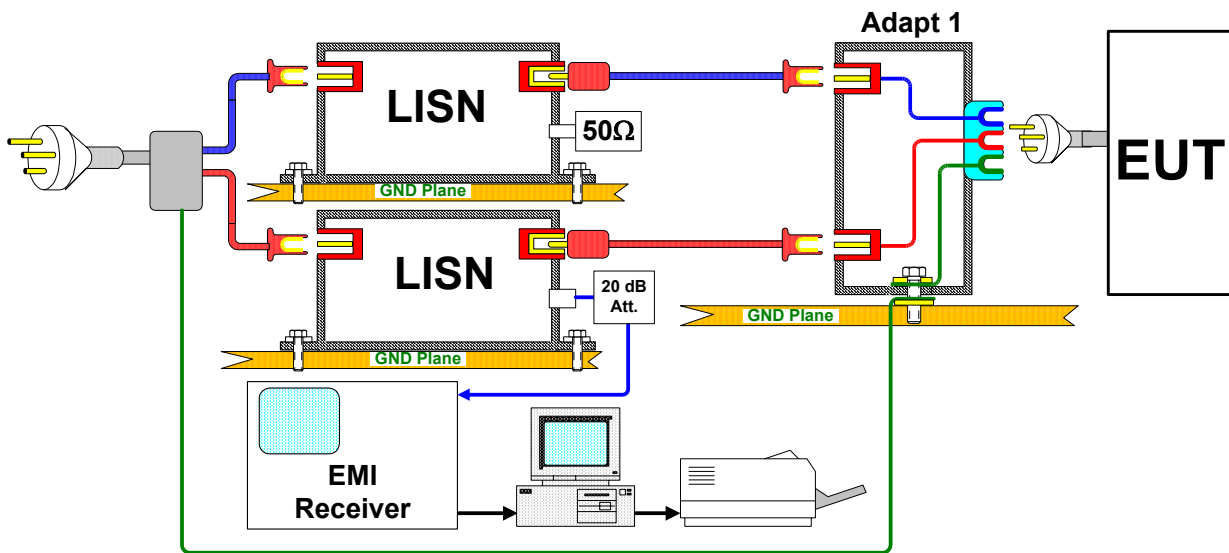 Adapt 1
LISN
50Ω
EUT
GND Plane
LISN
20 dB
Att.
GND Plane
GND Plane
EMI
Receiver